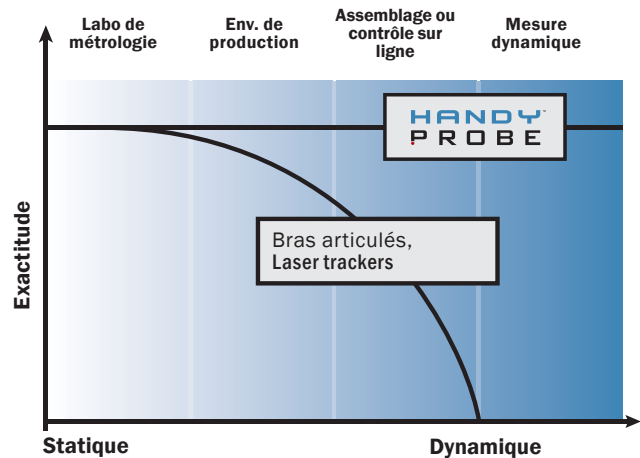 Labo de
métrologie
Env. de
production
Assemblage ou
contrôle sur
ligne
Mesure
dynamique
HANDY™
PROBE
Bras articulés,
Laser trackers
Exactitude
Statique
Dynamique